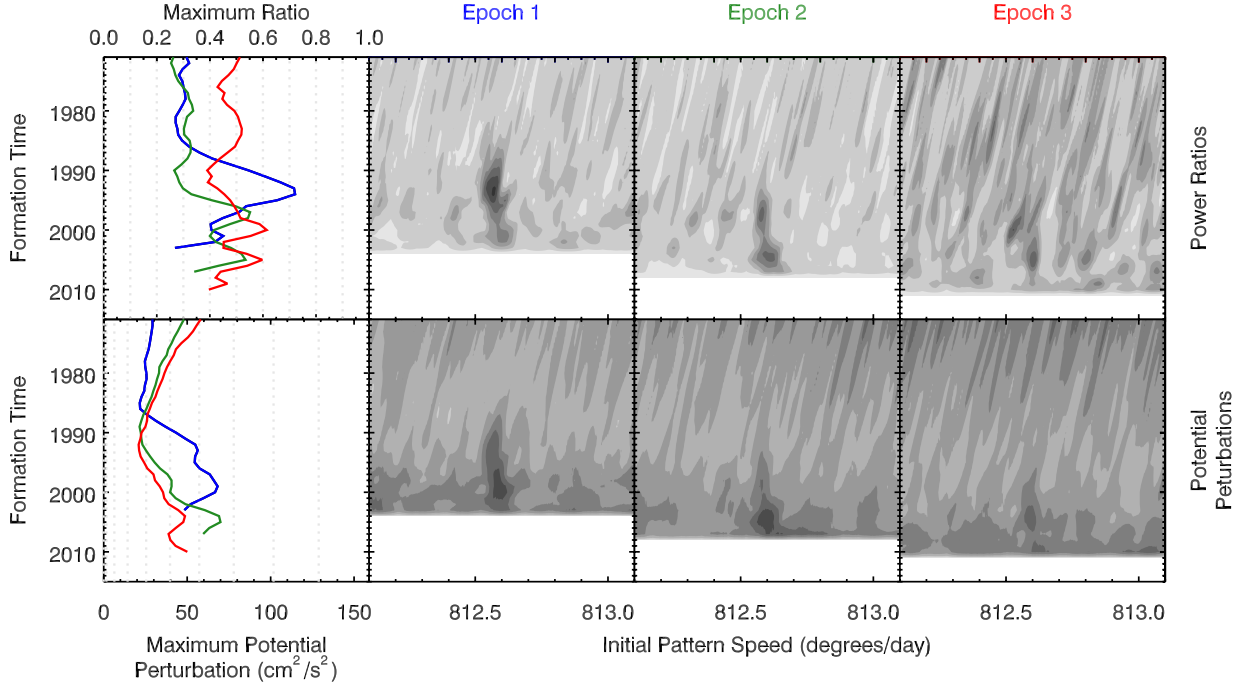 Maximum Ratio
0.0 0.2 0.4 0.6 0.8 1.0
Epoch 1
Epoch 2
Epoch 3
Formation Time
1980
1990
2000
2010
Power Ratios
Formation Time
1980
1990
2000
2010
Potential
Peturbations
0 50 100 150
812.5 813.0
812.5 813.0
812.5 813.0
Maximum Potential
Perturbation (cm²/s²)
Initial Pattern Speed (degrees/day)